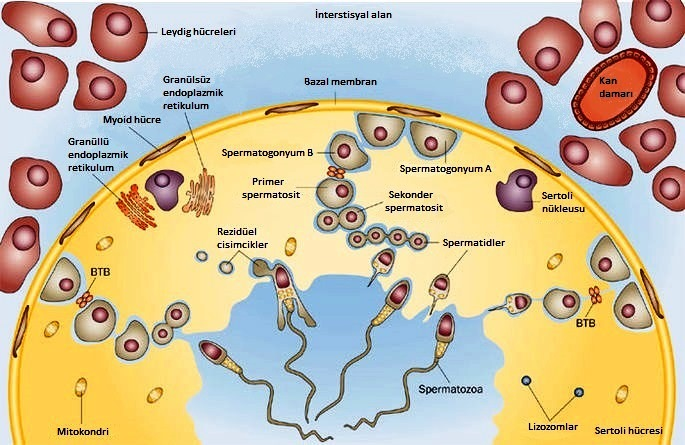 İnterstisyal alan
Leydig hücreleri
Granülsüz
endoplazmik
retikulum
Bazal membran
Kan
damarı
Myoid hücre
Granüllü
endoplazmik
retikulum
Spermatogonyum B
Spermatogonyum A
Primer
spermatosit
Sekonder
spermatosit
Sertoli
nükleusu
Rezidüel
cisimcikler
Spermatidler
BTB
BTB
Spermatozoa
Mitokondri
Lizozomlar
Sertoli hücresi